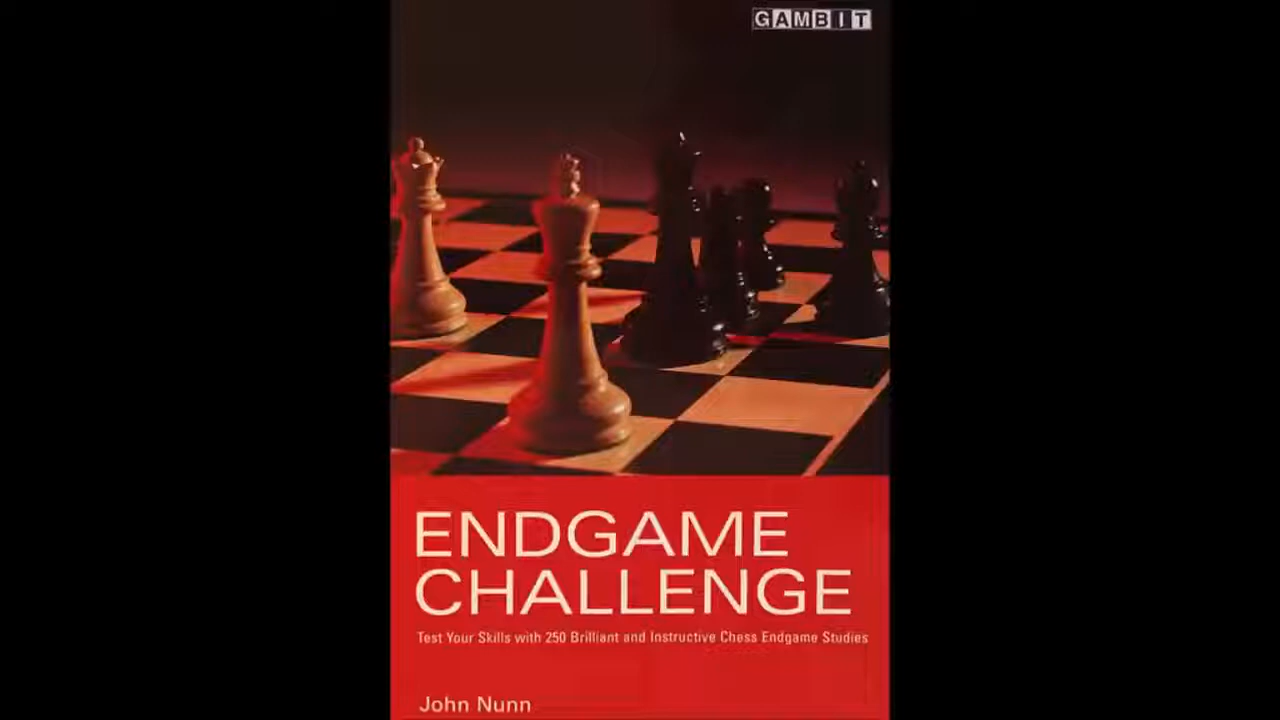 GAMBIT
ENDGAME
CHALLENGE
Test Your Skills with 250 Brilliant and Instructive Chess Endgame Studies
John Nunn